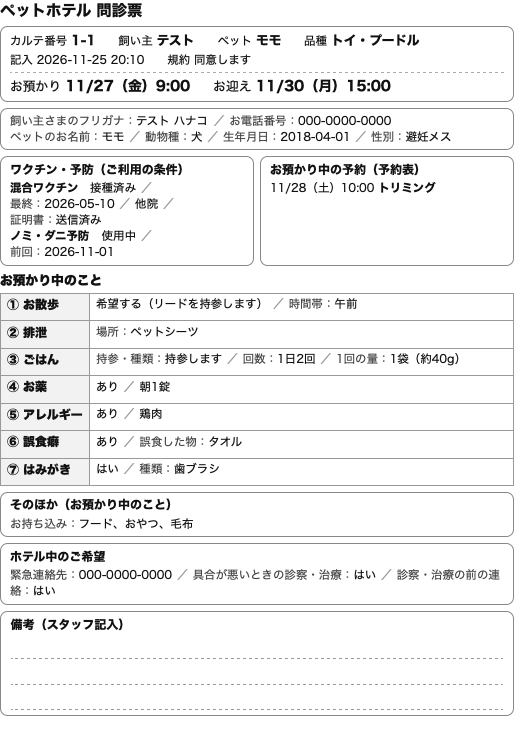 ペットホテル 問診票
カルテ番号 1-1 飼い主 テスト ペット モモ 品種 トイ・プードル
記入 2026-11-25 20:10 規約 同意します
お預かり 11/27（金）9:00 お迎え 11/30（月）15:00
飼い主さまのフリガナ：テスト ハナコ ／ お電話番号：000-0000-0000
ペットのお名前：モモ ／ 動物種：犬 ／ 生年月日：2018-04-01 ／ 性別：避妊メス
ワクチン・予防（ご利用の条件）
混合ワクチン 接種済み ／
最終：2026-05-10 ／ 他院 ／
証明書：送信済み
ノミ・ダニ予防 使用中 ／
前回：2026-11-01
お預かり中の予約（予約表）
11/28（土）10:00 トリミング
お預かり中のこと
① お散歩 希望する（リードを持参します） ／ 時間帯：午前
② 排泄 場所：ペットシーツ
③ ごはん 持参・種類：持参します ／ 回数：1日2回 ／ 1回の量：1袋（約40g）
④ お薬 あり ／ 朝1錠
⑤ アレルギー あり ／ 鶏肉
⑥ 誤食癖 あり ／ 誤食した物：タオル
⑦ はみがき はい ／ 種類：歯ブラシ
そのほか（お預かり中のこと）
お持ち込み：フード、おやつ、毛布
ホテル中のご希望
緊急連絡先：000-0000-0000 ／ 具合が悪いときの診察・治療：はい ／ 診察・治療の前の連
絡：はい
備考（スタッフ記入）